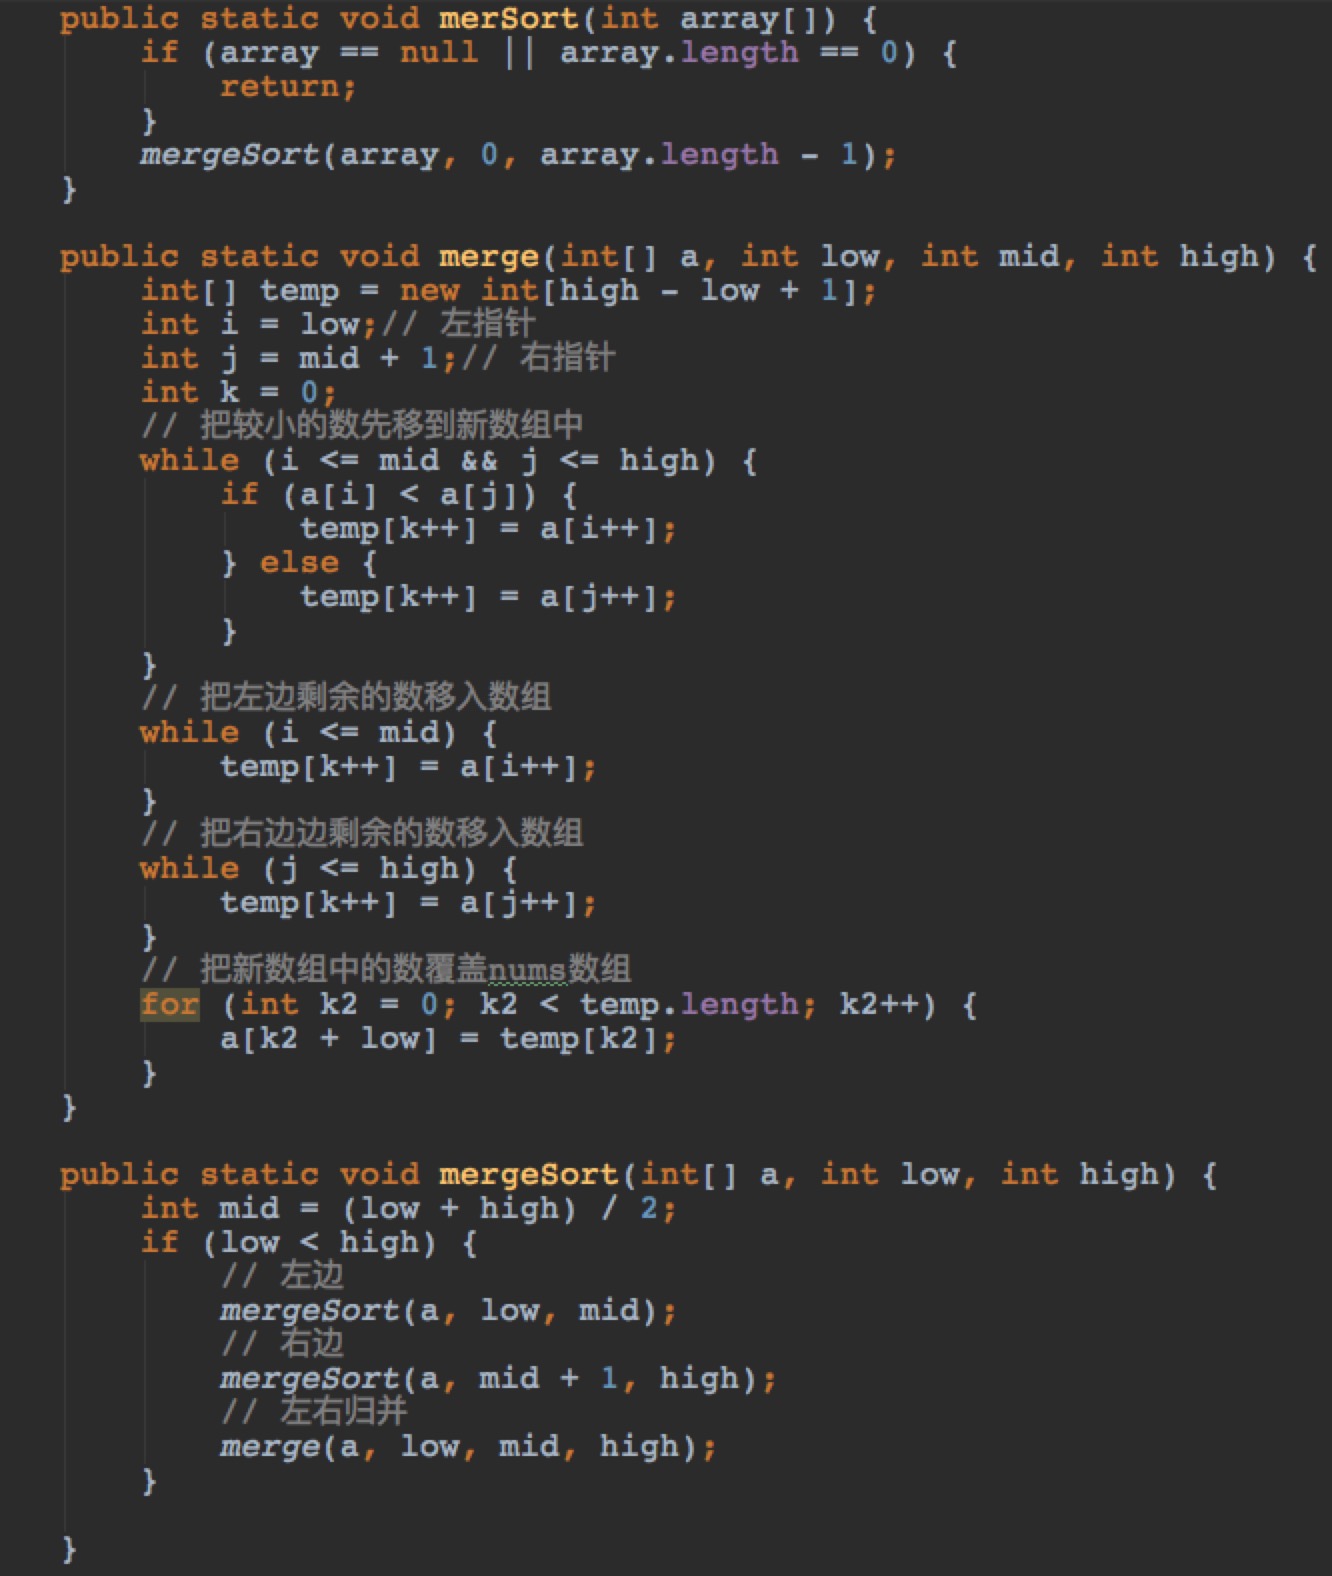 public static void merSort(int array[]) {
    if (array == null || array.length == 0) {
        return;
    }
    mergeSort(array, 0, array.length - 1);
}

public static void merge(int[] a, int low, int mid, int high) {
    int[] temp = new int[high - low + 1];
    int i = low;// 左指针
    int j = mid + 1;// 右指针
    int k = 0;
    // 把较小的数先移到新数组中
    while (i <= mid && j <= high) {
        if (a[i] < a[j]) {
            temp[k++] = a[i++];
        } else {
            temp[k++] = a[j++];
        }
    }
    // 把左边剩余的数移入数组
    while (i <= mid) {
        temp[k++] = a[i++];
    }
    // 把右边边剩余的数移入数组
    while (j <= high) {
        temp[k++] = a[j++];
    }
    // 把新数组中的数覆盖nums数组
    for (int k2 = 0; k2 < temp.length; k2++) {
        a[k2 + low] = temp[k2];
    }
}

public static void mergeSort(int[] a, int low, int high) {
    int mid = (low + high) / 2;
    if (low < high) {
        // 左边
        mergeSort(a, low, mid);
        // 右边
        mergeSort(a, mid + 1, high);
        // 左右归并
        merge(a, low, mid, high);
    }

}